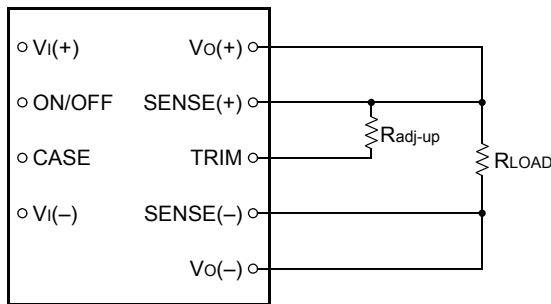 VI(+)
VO(+)
ON/OFF
SENSE(+)
Radj-up
CASE
TRIM
RLOAD
VI(–)
SENSE(–)
VO(–)